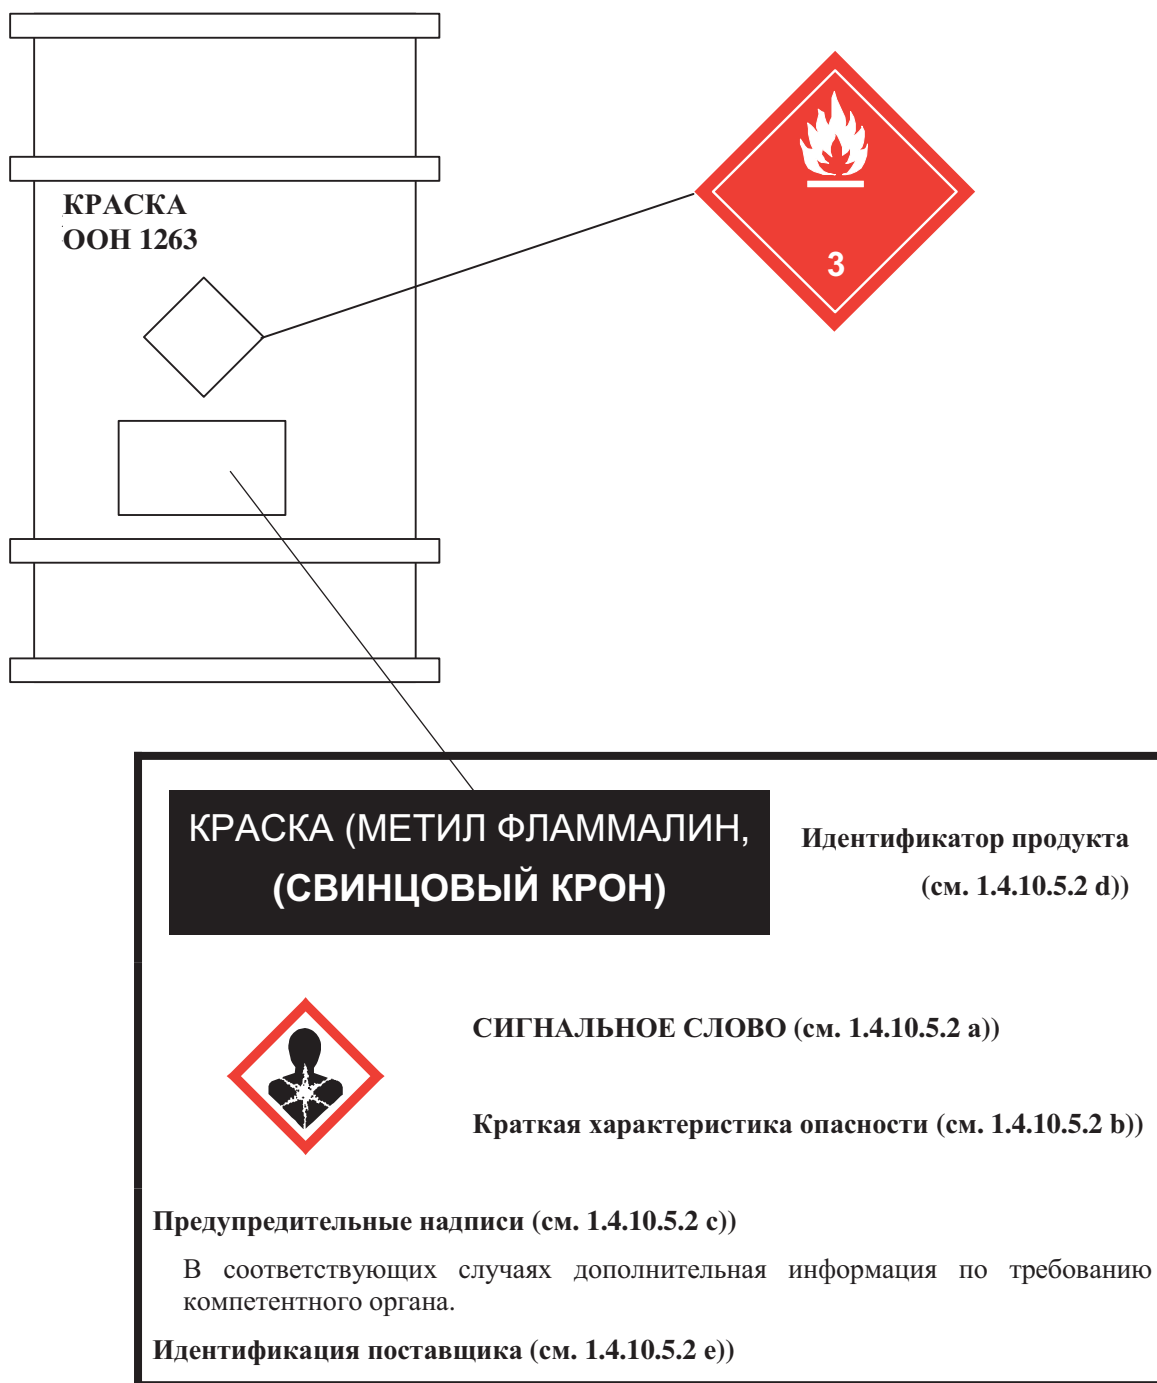 КРАСКА
ООН 1263
3
КРАСКА (МЕТИЛ ФЛАММАЛИН,
(СВИНЦОВЫЙ КРОН)
Идентификатор продукта
(см. 1.4.10.5.2 d))
СИГНАЛЬНОЕ СЛОВО (см. 1.4.10.5.2 a))
Краткая характеристика опасности (см. 1.4.10.5.2 b))
Предупредительные надписи (см. 1.4.10.5.2 c))
В соответствующих случаях дополнительная информация по требованию
компетентного органа.
Идентификация поставщика (см. 1.4.10.5.2 e))